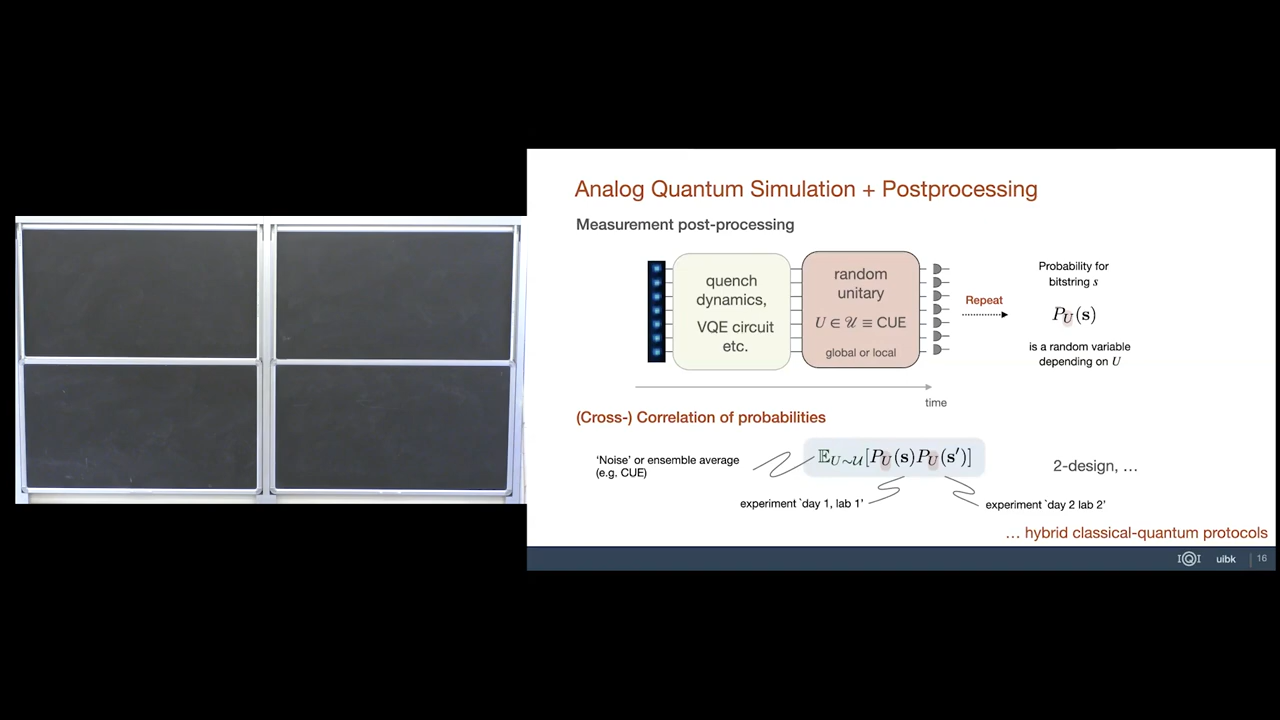 Analog Quantum Simulation + Postprocessing
Measurement post-processing
quench
dynamics,
VQE circuit
etc.
random
unitary
U ∈ 𝒰 ≡ CUE
global or local
Repeat
Probability for
bitstring s
P_U(s)
is a random variable
depending on U
time
(Cross-) Correlation of probabilities
'Noise' or ensemble average
(e.g. CUE)
𝔼_{U∼𝒰}[P_U(s)P_U(s′)]
2-design, …
experiment `day 1, lab 1'
experiment `day 2 lab 2'
… hybrid classical-quantum protocols
IQI
uibk
16